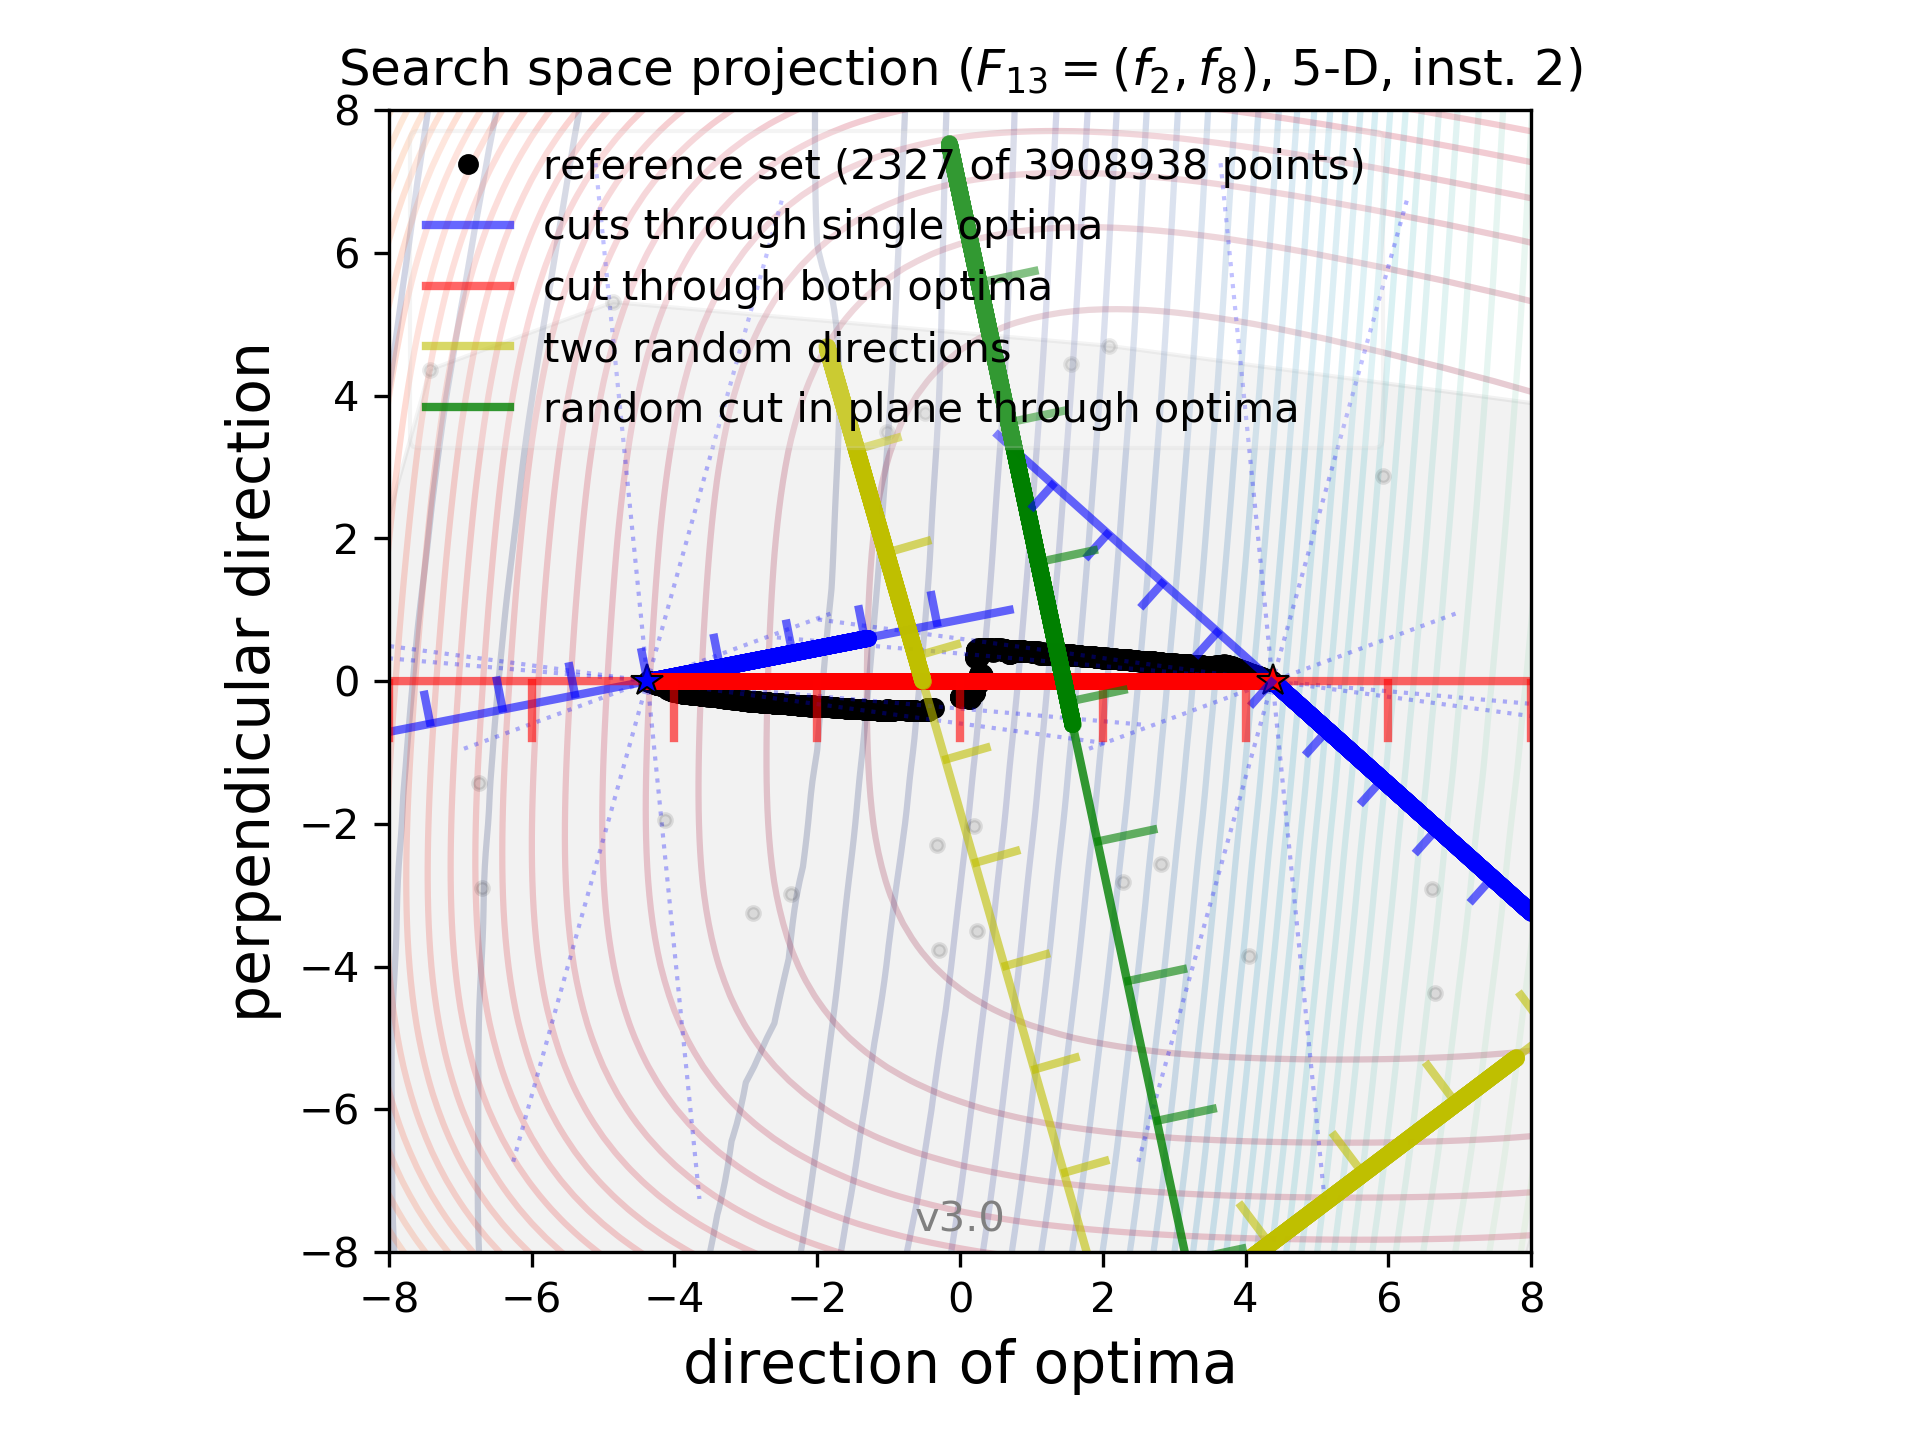 Search space projection (F13 = (f2, f8), 5-D, inst. 2)
reference set (2327 of 3908938 points)
cuts through single optima
cut through both optima
two random directions
random cut in plane through optima
8
6
4
2
0
−2
−4
−6
−8
perpendicular direction
v3.0
−8 −6 −4 −2 0 2 4 6 8
direction of optima